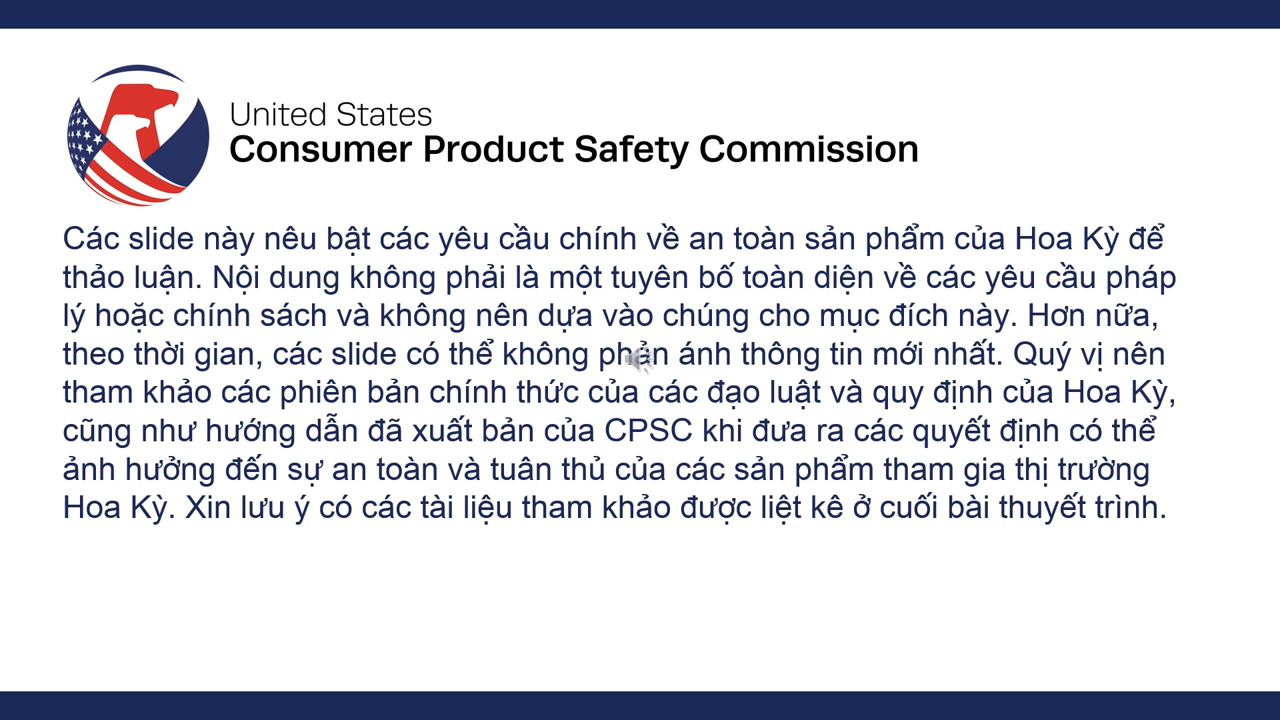 United States
Consumer Product Safety Commission
Các slide này nêu bật các yêu cầu chính về an toàn sản phẩm của Hoa Kỳ để
thảo luận. Nội dung không phải là một tuyên bố toàn diện về các yêu cầu pháp
lý hoặc chính sách và không nên dựa vào chúng cho mục đích này. Hơn nữa,
theo thời gian, các slide có thể không phản ánh thông tin mới nhất. Quý vị nên
tham khảo các phiên bản chính thức của các đạo luật và quy định của Hoa Kỳ,
cũng như hướng dẫn đã xuất bản của CPSC khi đưa ra các quyết định có thể
ảnh hưởng đến sự an toàn và tuân thủ của các sản phẩm tham gia thị trường
Hoa Kỳ. Xin lưu ý có các tài liệu tham khảo được liệt kê ở cuối bài thuyết trình.